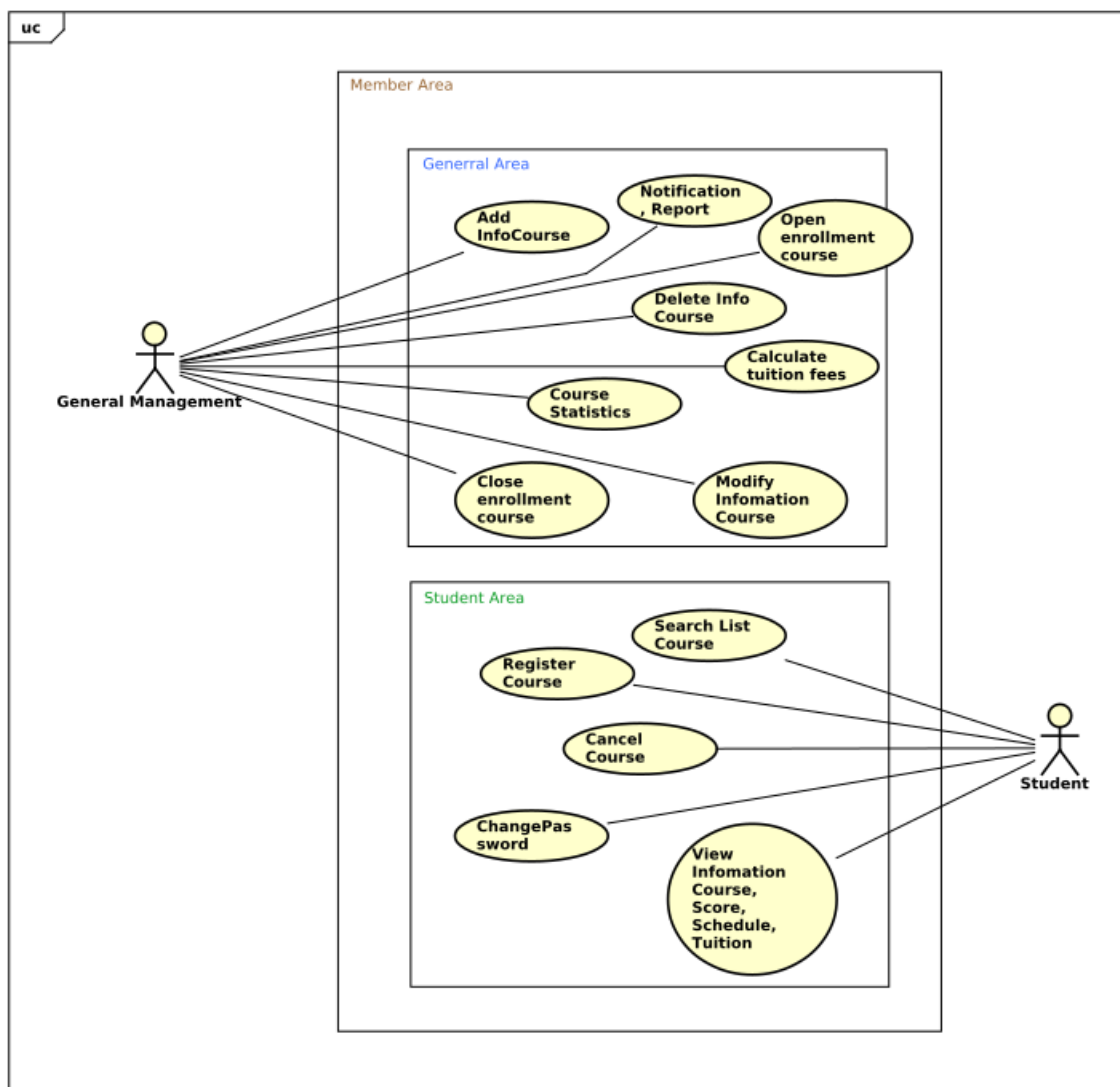 uc
Member Area
Generral Area
Notification
, Report
Add
InfoCourse
Open
enrollment
course
Delete Info
Course
Calculate
tuition fees
General Management
Course
Statistics
Close
enrollment
course
Modify
Infomation
Course
Student Area
Search List
Course
Register
Course
Cancel
Course
Student
ChangePas
sword
View
Infomation
Course,
Score,
Schedule,
Tuition